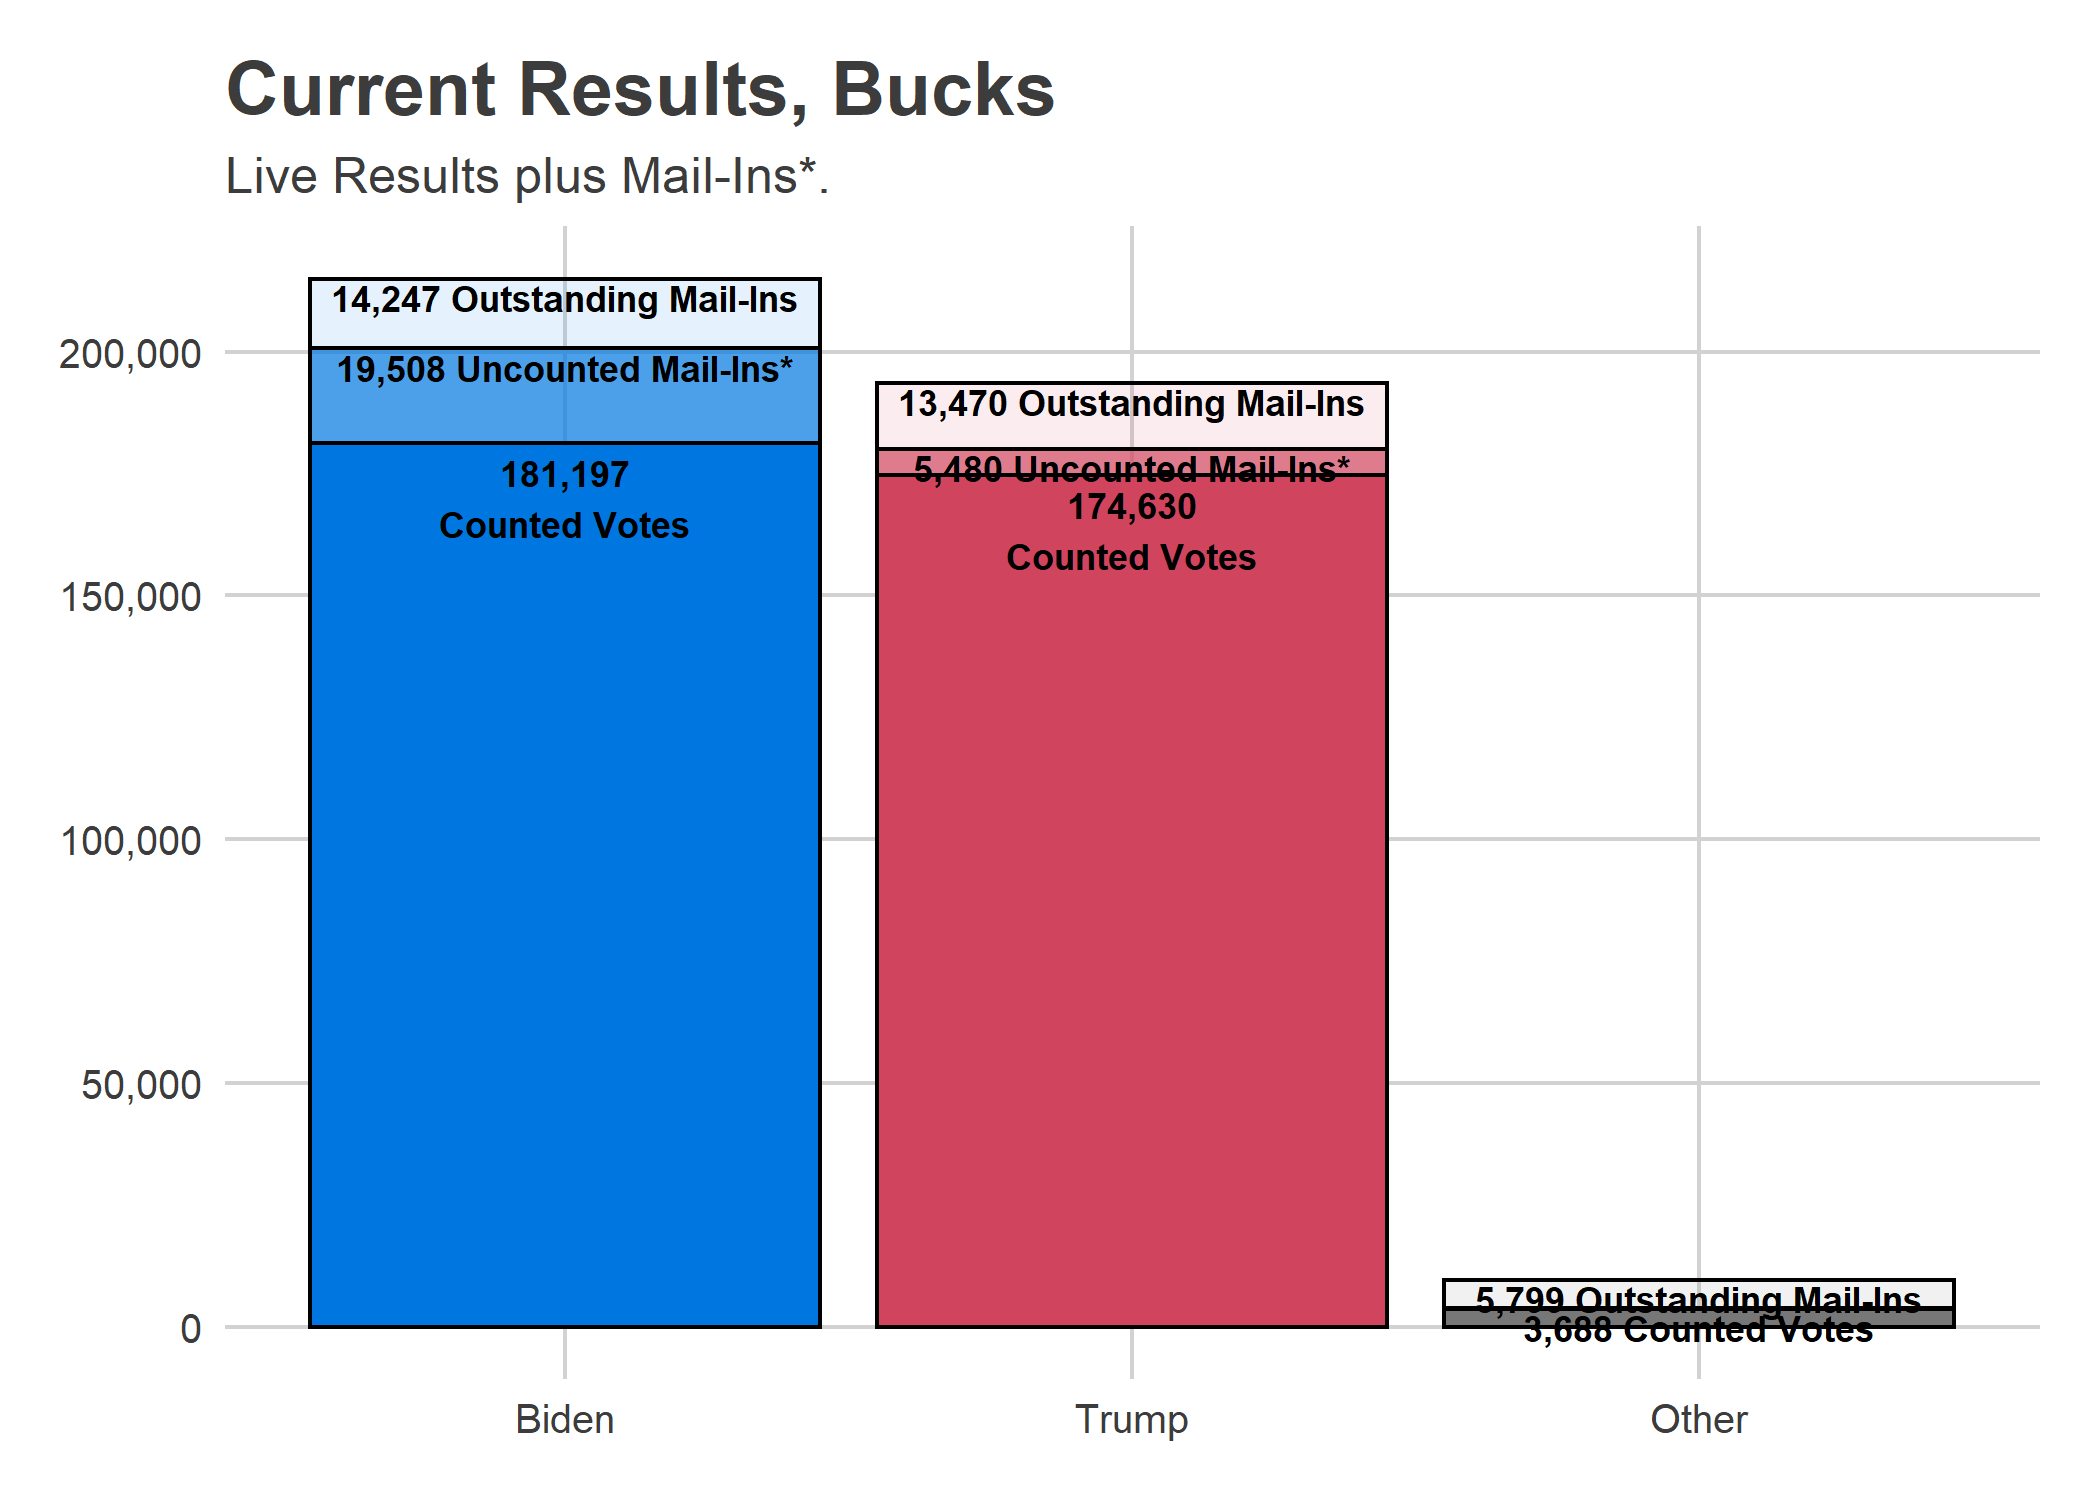 Current Results, Bucks
Live Results plus Mail-Ins*.
200,000
150,000
100,000
50,000
0
14,247 Outstanding Mail-Ins
19,508 Uncounted Mail-Ins*
181,197
Counted Votes
13,470 Outstanding Mail-Ins
5,480 Uncounted Mail-Ins*
174,630
Counted Votes
5,799 Outstanding Mail-Ins
3,688 Counted Votes
Biden
Trump
Other